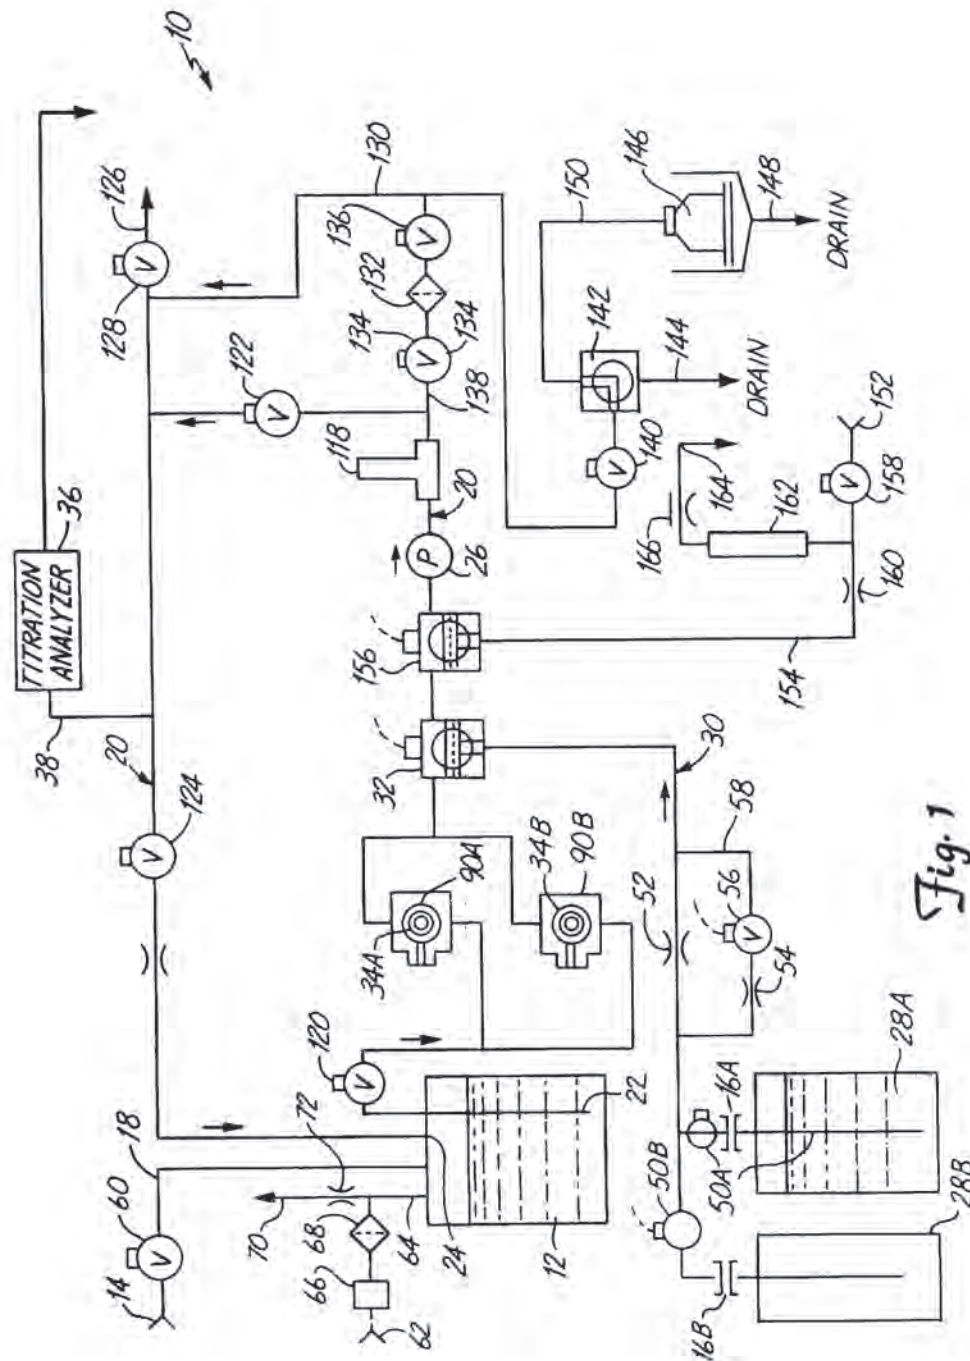 10
36
TITRATION
ANALYZER
38
20
126
128
122
124
130
136
132
134
134
138
118
20
26
P
V
V
V
V
V
150
146
148
DRAIN
142
144
DRAIN
140
V
152
158
V
164
162
166
160
156
154
32
30
90A
34A
34B
90B
52
58
56
V
54
120
V
72
18
60
V
14
70
68
66
64
62
24
12
22
50B
16A
50A
28A
16B
28B
Fig. 1